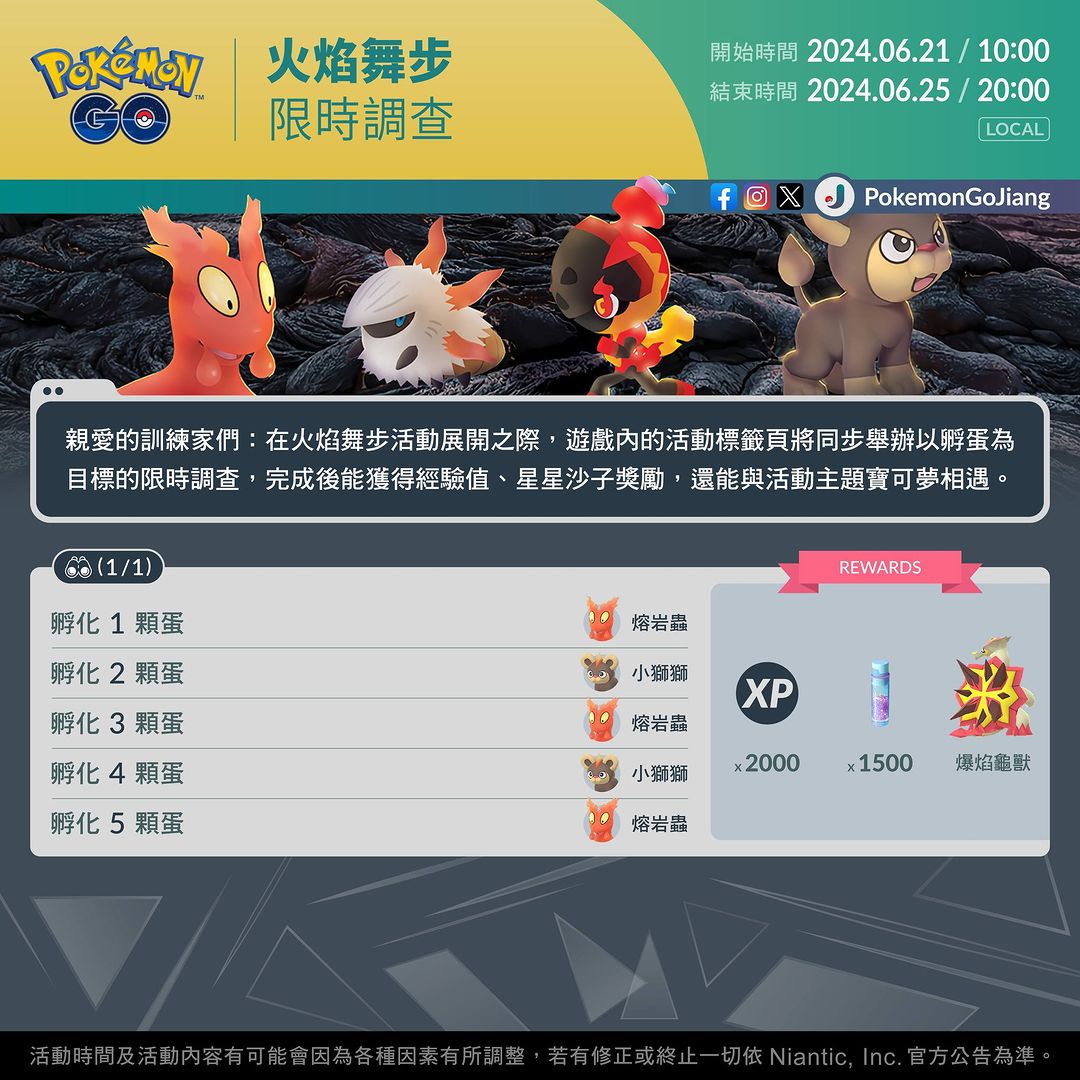 POKéMON
GO
TM
火焰舞步
限時調查
開始時間 2024.06.21 / 10:00
結束時間 2024.06.25 / 20:00
LOCAL
PokemonGoJiang
親愛的訓練家們：在火焰舞步活動展開之際，遊戲內的活動標籤頁將同步舉辦以孵蛋為
目標的限時調查，完成後能獲得經驗值、星星沙子獎勵，還能與活動主題寶可夢相遇。
(1/1)
REWARDS
孵化 1 顆蛋 熔岩蟲
孵化 2 顆蛋 小獅獅
孵化 3 顆蛋 熔岩蟲
孵化 4 顆蛋 小獅獅
孵化 5 顆蛋 熔岩蟲
XP
x2000 x1500 爆焰龜獸
活動時間及活動內容有可能會因為各種因素有所調整，若有修正或終止一切依 Niantic, Inc. 官方公告為準。